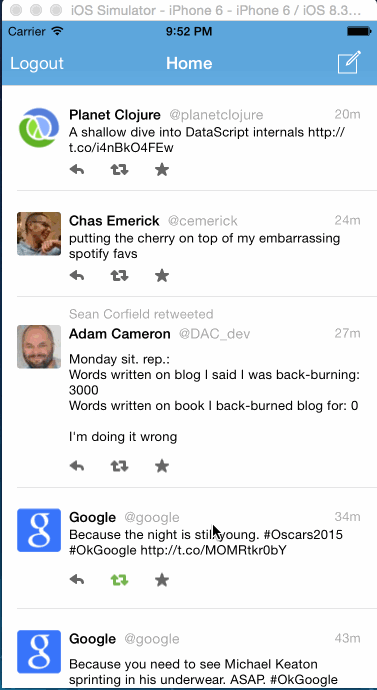 iOS Simulator - iPhone 6 - iPhone 6 / iOS 8.3...
Carrier 9:52 PM
Logout Home
Planet Clojure @planetclojure 20m
A shallow dive into DataScript internals http://
t.co/i4nBkO4FEw
Chas Emerick @cemerick 24m
putting the cherry on top of my embarrassing
spotify favs
Sean Corfield retweeted
Adam Cameron @DAC_dev 27m
Monday sit. rep.:
Words written on blog I said I was back-burning:
3000
Words written on book I back-burned blog for: 0
I'm doing it wrong
Google @google 34m
Because the night is still young. #Oscars2015
#OkGoogle http://t.co/MOMRtkr0bY
Google @google 43m
Because you need to see Michael Keaton
sprinting in his underwear. ASAP. #OkGoogle